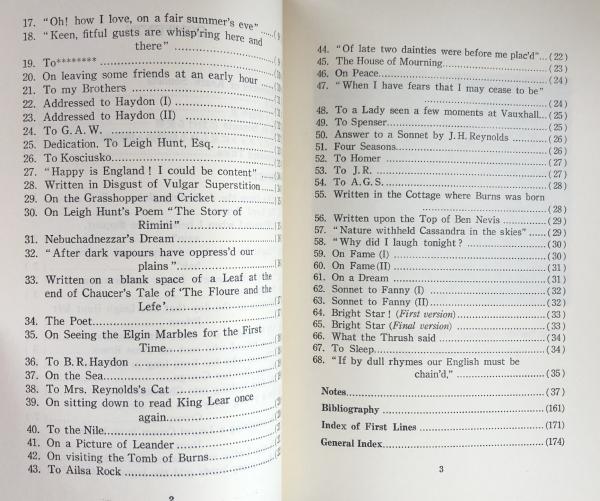 17. "Oh! how I love, on a fair summer's eve"
18. "Keen, fitful gusts are whisp'ring here and
there"
19. To********
20. On leaving some friends at an early hour
21. To my Brothers
22. Addressed to Haydon (I)
23. Addressed to Haydon (II)
24. To G. A. W.
25. Dedication. To Leigh Hunt, Esq.
26. To Kosciusko
27. "Happy is England! I could be content"
28. Written in Disgust of Vulgar Superstition
29. On the Grasshopper and Cricket
30. On Leigh Hunt's Poem "The Story of
Rimini"
31. Nebuchadnezzar's Dream
32. "After dark vapours have oppress'd our
plains"
33. Written on a blank space of a Leaf at the
end of Chaucer's Tale of 'The Floure and the
Lefe'
34. The Poet
35. On Seeing the Elgin Marbles for the First
Time
36. To B. R. Haydon
37. On the Sea
38. To Mrs. Reynolds's Cat
39. On sitting down to read King Lear once
again
40. To the Nile
41. On a Picture of Leander
42. On visiting the Tomb of Burns
43. To Ailsa Rock
2
44. "Of late two dainties were before me plac'd"...(22)
45. The House of Mourning (23)
46. On Peace (24)
47. "When I have fears that I may cease to be"
(24)
48. To a Lady seen a few moments at Vauxhall...(25)
49. To Spenser (25)
50. Answer to a Sonnet by J. H. Reynolds (26)
51. Four Seasons (26)
52. To Homer (27)
53. To J. R. (27)
54. To A. G. S. (28)
55. Written in the Cottage where Burns was born
(28)
56. Written upon the Top of Ben Nevis (29)
57. "Nature withheld Cassandra in the skies" (29)
58. "Why did I laugh tonight? (30)
59. On Fame (I) (30)
60. On Fame (II) (31)
61. On a Dream (31)
62. Sonnet to Fanny (I) (32)
63. Sonnet to Fanny (II) (32)
64. Bright Star! (First version) (33)
65. Bright Star (Final version) (33)
66. What the Thrush said (34)
67. To Sleep (34)
68. "If by dull rhymes our English must be
chain'd," (35)
Notes (37)
Bibliography (161)
Index of First Lines (171)
General Index (174)
3